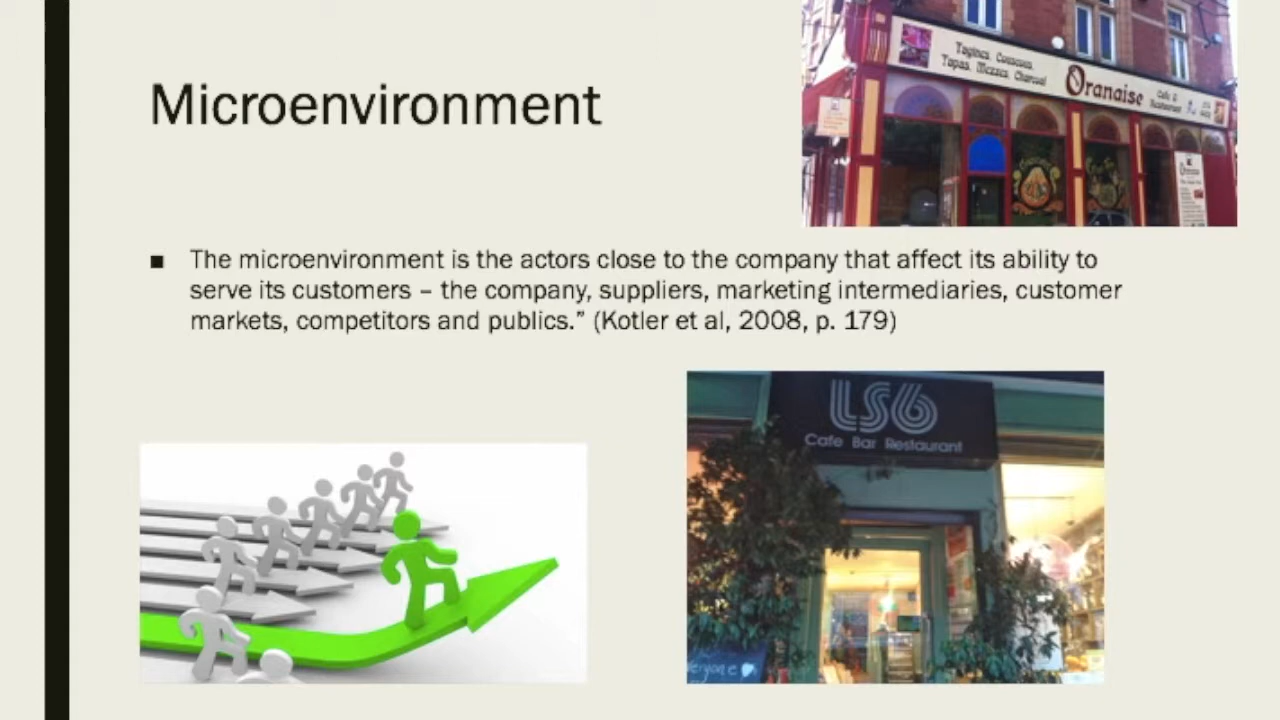 Tagines, Couscous,
Tapas, Mezzes, Charcoal
Oranaise
Cafe &
Restaurant
Microenvironment
■ The microenvironment is the actors close to the company that affect its ability to
serve its customers – the company, suppliers, marketing intermediaries, customer
markets, competitors and publics.” (Kotler et al, 2008, p. 179)
LS6
Cafe Bar Restaurant